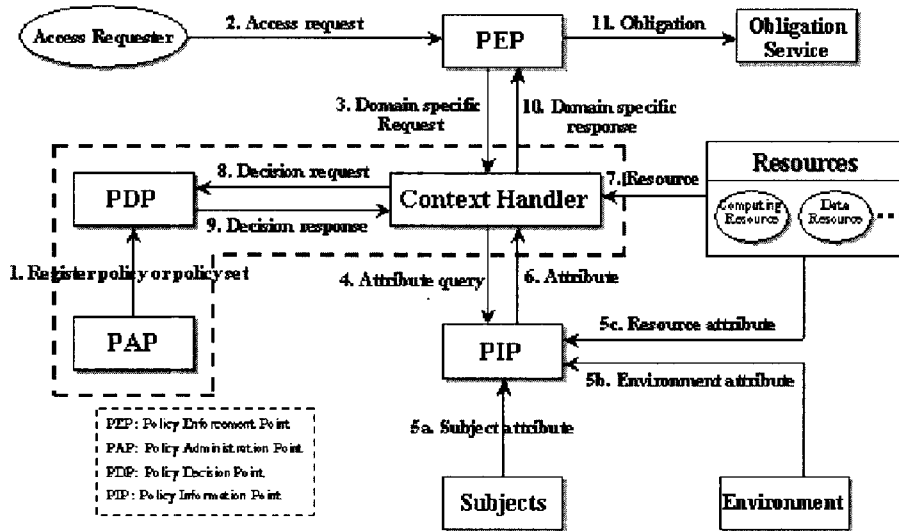 Access Requester
2. Access request
PEP
11. Obligation
Obligation
Service
3. Domain specific
Request
10. Domain specific
response
8. Decision request
PDP
Context Handler
7. Resource
Resources
Computing
Resource
Data
Resource
9. Decision response
1. Register policy or policy set
4. Attribute query
6. Attribute
PAP
PIP
5c. Resource attribute
5b. Environment attribute
PEP: Policy Enforcement Point
PAP: Policy Administration Point
PDP: Policy Decision Point
PIP: Policy Information Point
5a. Subject attribute
Subjects
Environment